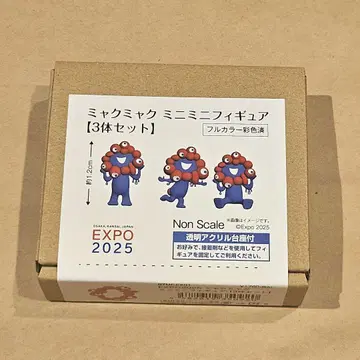 ミャクミャク ミニミニフィギュア
【3体セット】
フルカラー彩色済
約1.2cm
OSAKA, KANSAI, JAPAN
EXPO
2025
Non Scale
※画像はイメージです。
©Expo 2025
透明アクリル台座付
お好みで、接着剤などを使用してフィ
ギュアを固定してご利用ください。